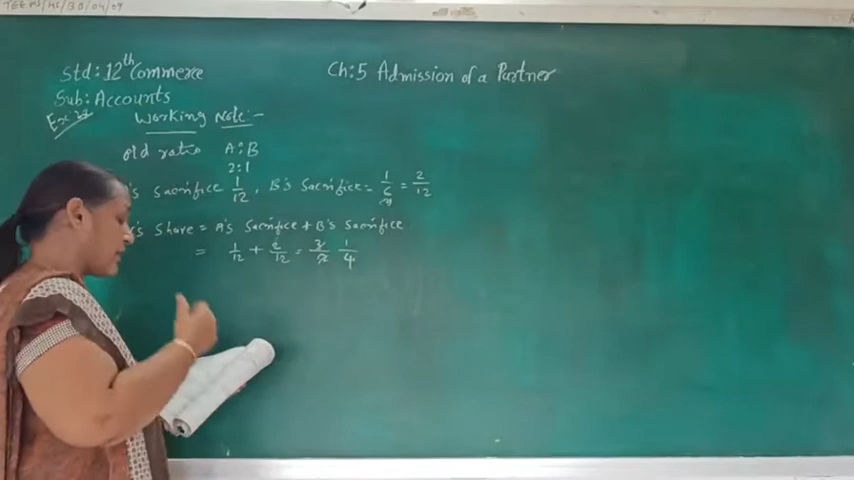 Std: 12th Commerce
Ch:5 Admission of a Partner
Sub: Accounts
Working Note:-
old ratio A:B
2:1
's Sacrifice 1/12, B's Sacrifice = 1/6 = 2/12
's Share = A's Sacrifice + B's Sacrifice
= 1/12 + 2/12 = 3/12 1/4